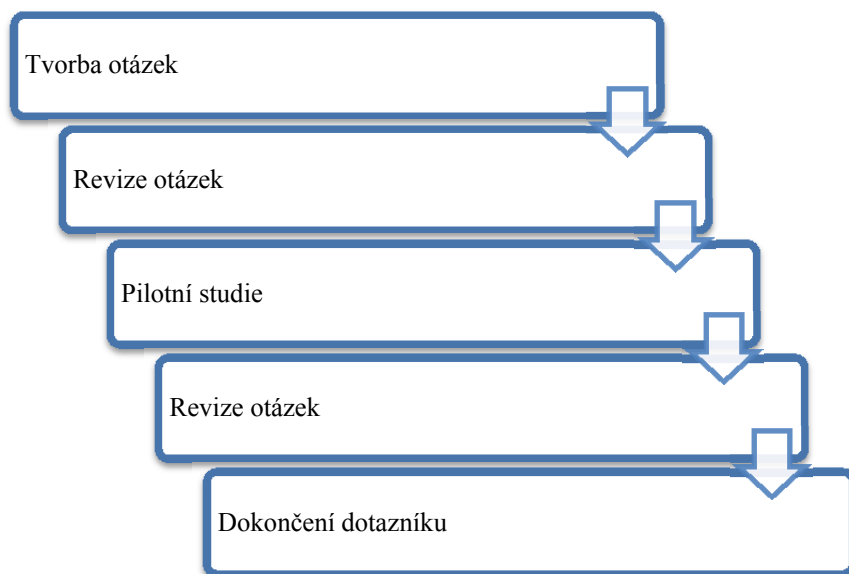 Tvorba otázek
Revize otázek
Pilotní studie
Revize otázek
Dokončení dotazníku